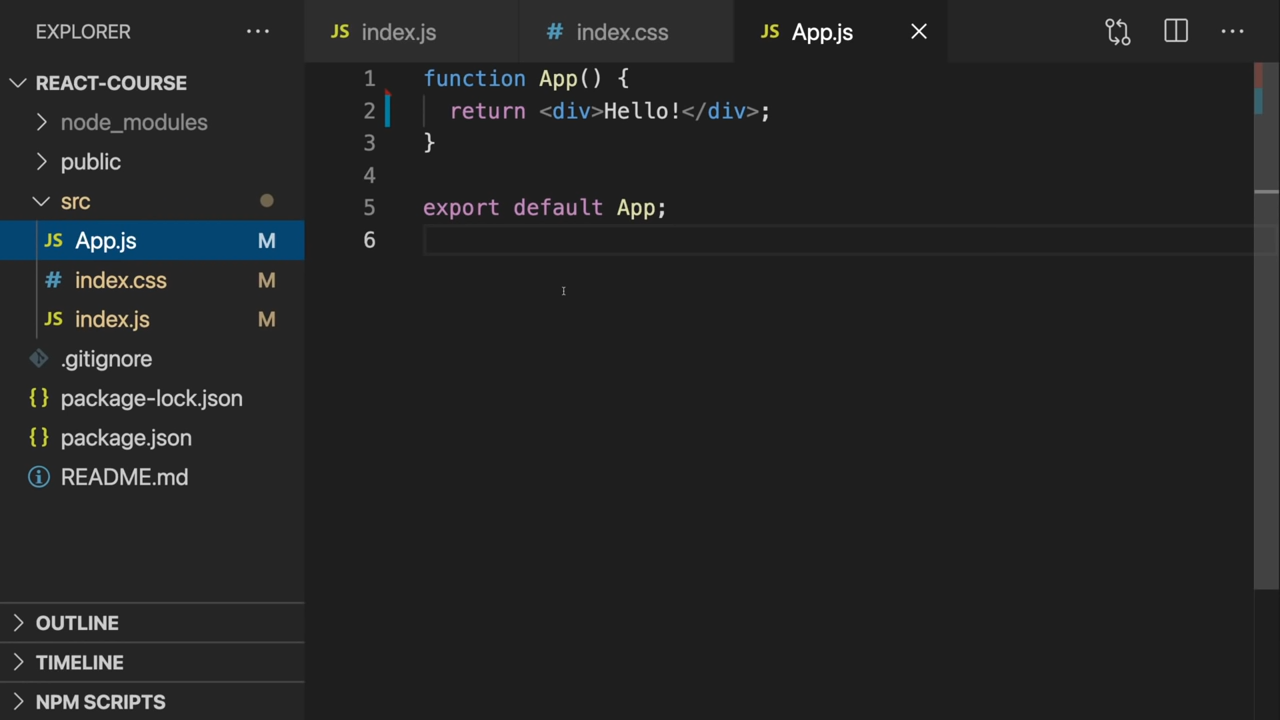 EXPLORER
REACT-COURSE
node_modules
public
src
JS App.js M
# index.css M
JS index.js M
.gitignore
{} package-lock.json
{} package.json
README.md
OUTLINE
TIMELINE
NPM SCRIPTS
JS index.js
# index.css
JS App.js
1 function App() {
2 return <div>Hello!</div>;
3 }
4
5 export default App;
6